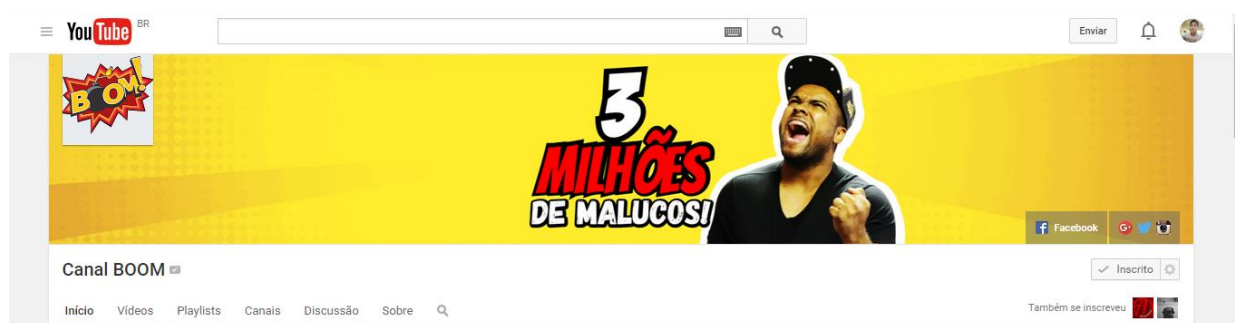 YouTube BR
Enviar
BOOM!
3
MILHÕES
DE MALUCOS!
Facebook
Canal BOOM
Inscrito
Início Vídeos Playlists Canais Discussão Sobre
Também se inscreveu